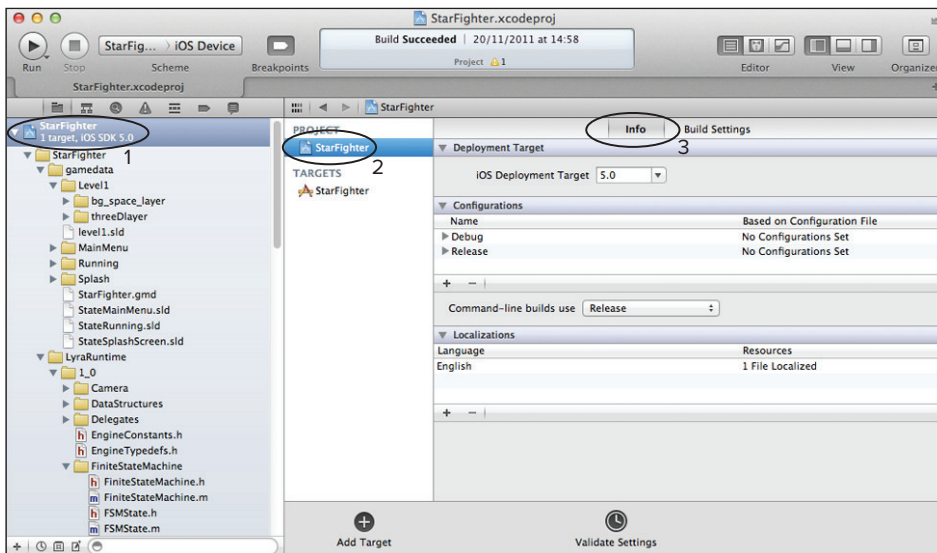 StarFighter.xcodeproj
Run
Stop
StarFig... › iOS Device
Scheme
Breakpoints
Build Succeeded | 20/11/2011 at 14:58
Project 1
Editor
View
Organizer
StarFighter.xcodeproj
StarFighter
1 target, iOS SDK 5.0
1
StarFighter
gamedata
Level1
bg_space_layer
threeDlayer
level1.sld
MainMenu
Running
Splash
StarFighter.gmd
StateMainMenu.sld
StateRunning.sld
StateSplashScreen.sld
LyraRuntime
1_0
Camera
DataStructures
Delegates
h EngineConstants.h
h EngineTypedefs.h
FiniteStateMachine
h FiniteStateMachine.h
m FiniteStateMachine.m
h FSMState.h
m FSMState.m
StarFighter
PROJECT
StarFighter
2
TARGETS
StarFighter
Info
Build Settings
3
Deployment Target
iOS Deployment Target 5.0
Configurations
Name Based on Configuration File
Debug No Configurations Set
Release No Configurations Set
Command-line builds use Release
Localizations
Language Resources
English 1 File Localized
Add Target
Validate Settings